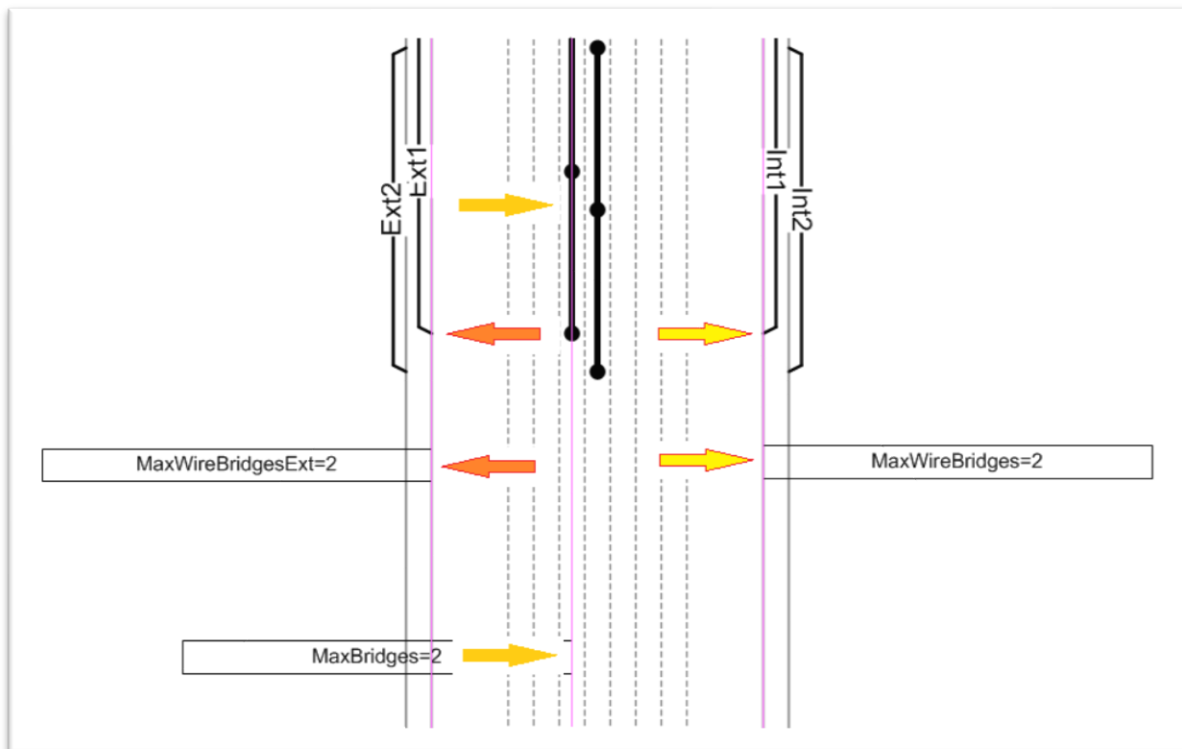 Ext2
Ext1
Int1
Int2
MaxWireBridgesExt=2
MaxWireBridges=2
MaxBridges=2